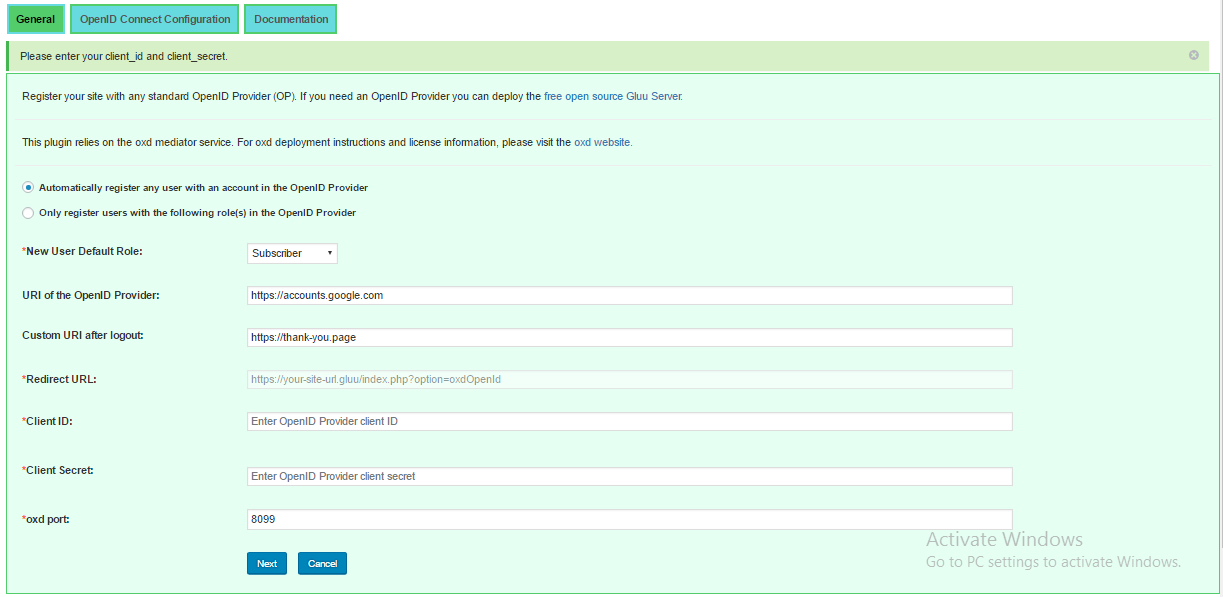 General
OpenID Connect Configuration
Documentation
Please enter your client_id and client_secret.
Register your site with any standard OpenID Provider (OP). If you need an OpenID Provider you can deploy the free open source Gluu Server.
This plugin relies on the oxd mediator service. For oxd deployment instructions and license information, please visit the oxd website.
Automatically register any user with an account in the OpenID Provider
Only register users with the following role(s) in the OpenID Provider
*New User Default Role: Subscriber
URI of the OpenID Provider: https://accounts.google.com
Custom URI after logout: https://thank-you.page
*Redirect URL: https://your-site-url.gluu/index.php?option=oxdOpenId
*Client ID: Enter OpenID Provider client ID
*Client Secret: Enter OpenID Provider client secret
*oxd port: 8099
Activate Windows
Go to PC settings to activate Windows.
Next
Cancel